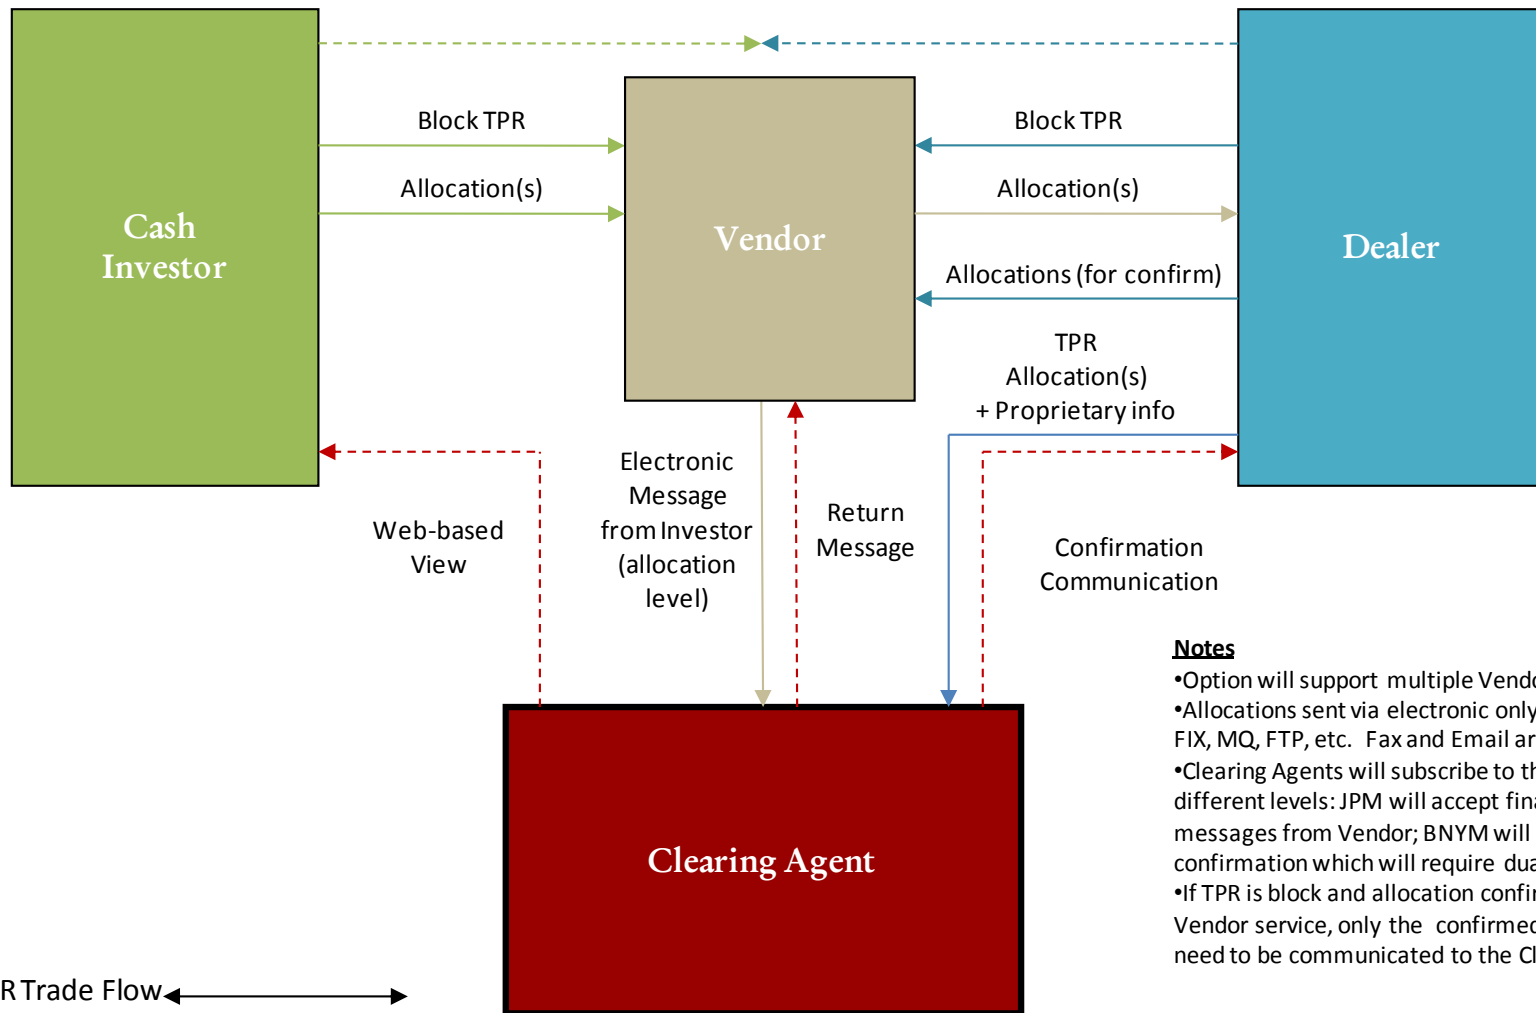 Block TPR
Block TPR
Allocation(s)
Allocation(s)
Cash
Investor
Vendor
Dealer
Allocations (for confirm)
TPR
Allocation(s)
+ Proprietary info
Electronic
Message
from Investor
(allocation
level)
Return
Message
Web-based
View
Confirmation
Communication
Notes
•Option will support multiple
•Allocations sent via electronic only
FIX, MQ, FTP, etc. Fax and Email
•Clearing Agents will subscribe to
different levels: JPM will accept
messages from Vendor; BNYM will
confirmation which will require
•If TPR is block and allocation
Vendor service, only the confirmed
need to be communicated to the
Clearing Agent
R Trade Flow